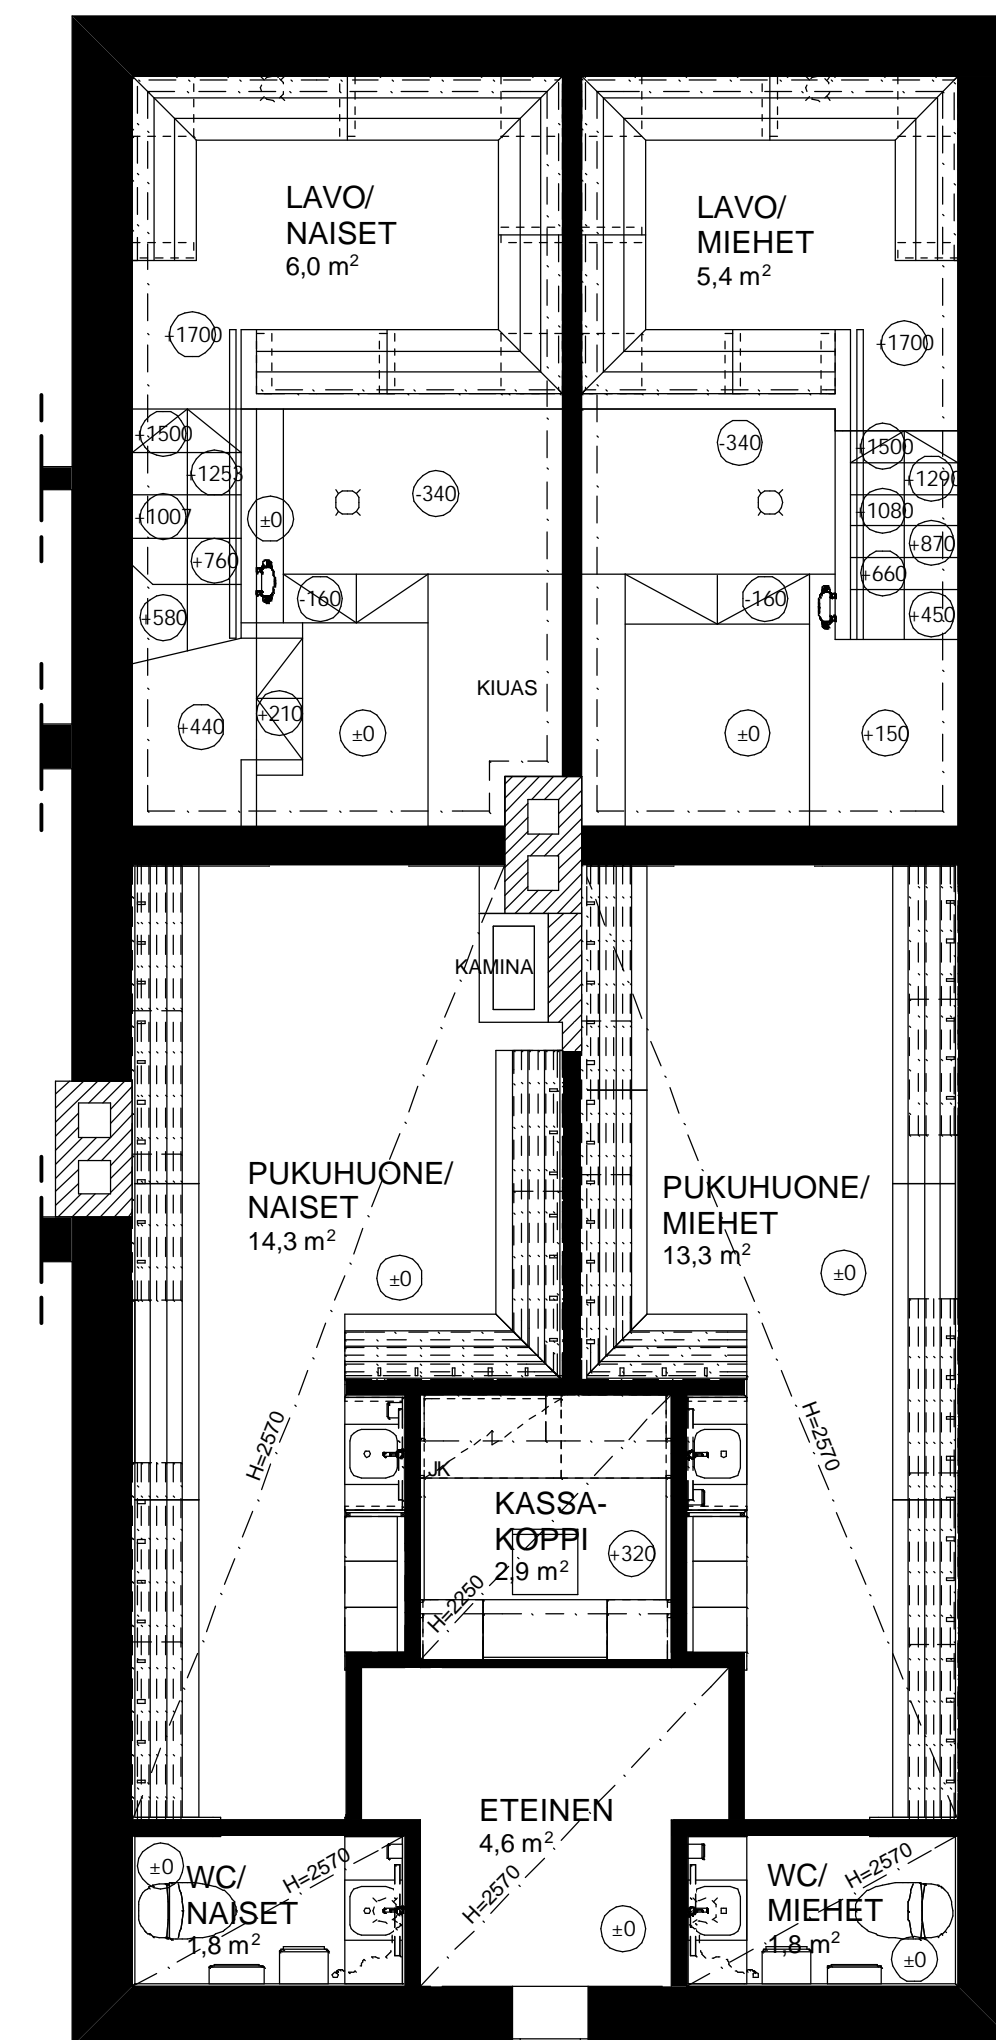 LAVO/
NAISET
6,0 m²
LAVO/
MIEHET
5,4 m²
+1700
+1700
+1500
+1253
+1007
+760
+580
±0
-340
-160
-340
-160
+1500
+1290
+1080
+870
+660
+450
KIUAS
+440
+210
±0
±0
+150
KAMINA
PUKUHUONE/
NAISET
14,3 m²
±0
PUKUHUONE/
MIEHET
13,3 m²
±0
H=2570
H=2570
JK
KASSA-
KOPPI
2,9 m²
+320
H=2250
ETEINEN
4,6 m²
H=2570
±0
±0
WC/
NAISET
1,8 m²
H=2570
WC/
MIEHET
1,8 m²
H=2570
±0